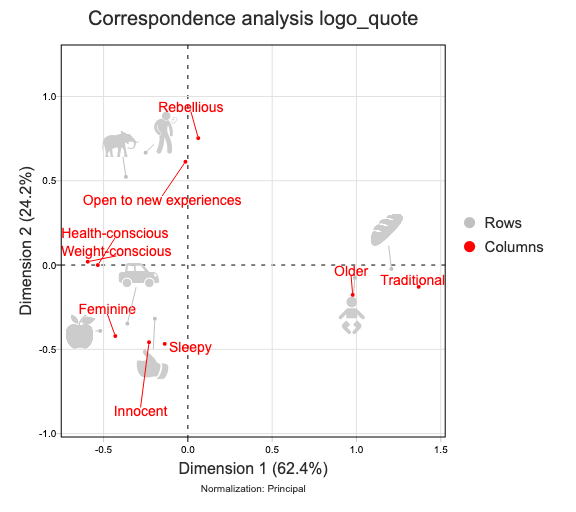 Correspondence analysis logo_quote
Dimension 2 (24.2%)
1.0
0.5
0.0
-0.5
-1.0
Rebellious
Open to new experiences
Health-conscious
Weight-conscious
Older
Traditional
Feminine
Sleepy
Innocent
Rows
Columns
-0.5
0.0
0.5
1.0
1.5
Dimension 1 (62.4%)
Normalization: Principal